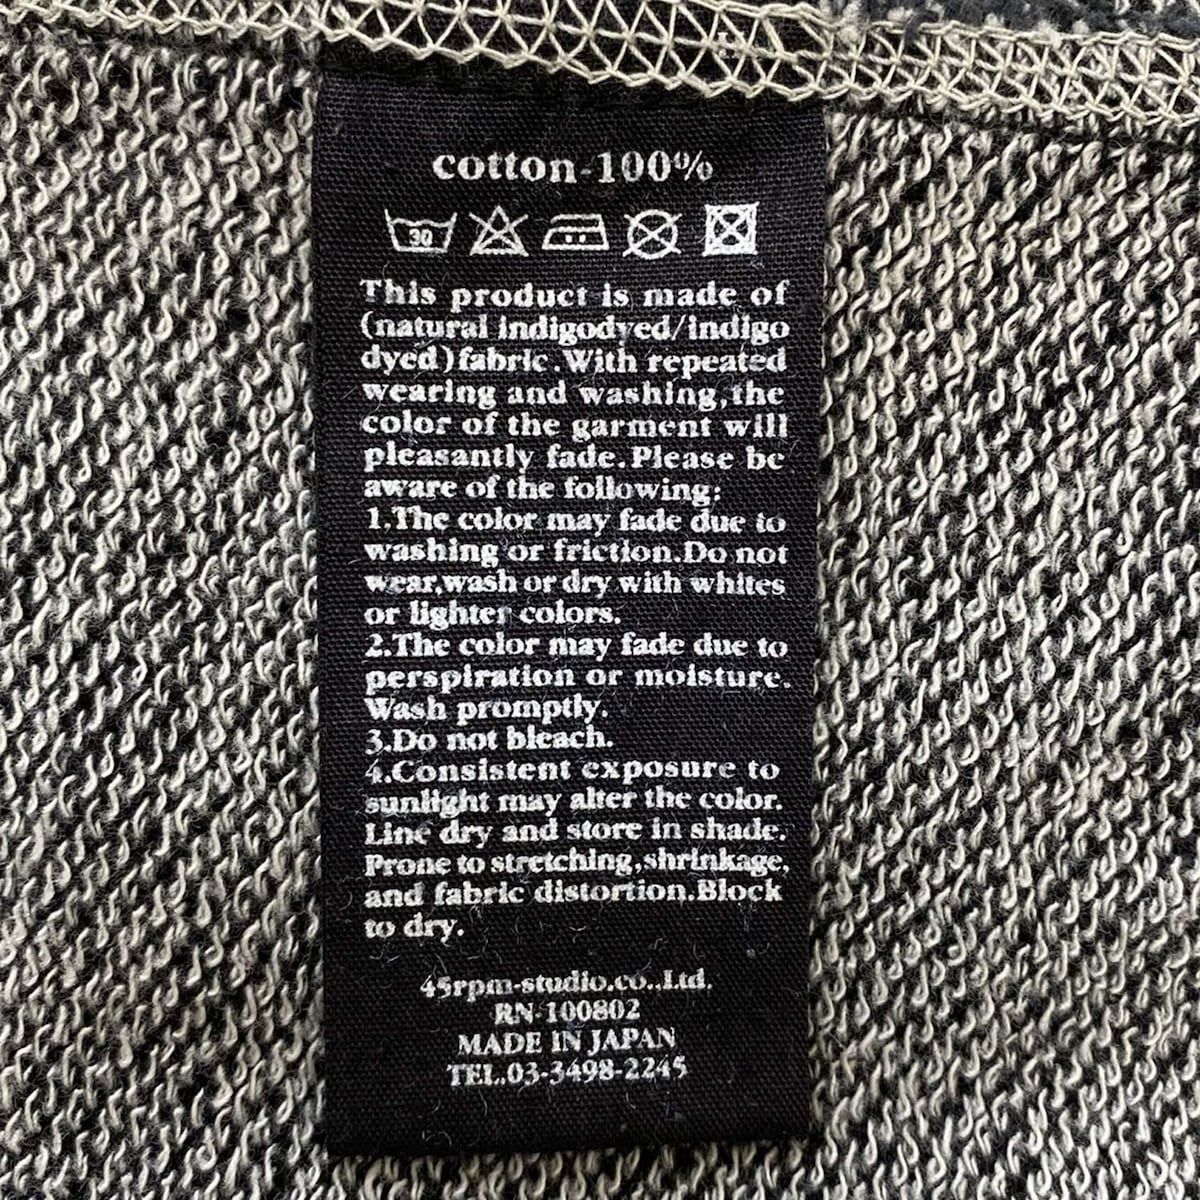 cotton-100%
30
This product is made of
(natural indigodyed/indigo
dyed)fabric.With repeated
wearing and washing,the
color of the garment will
pleasantly fade.Please be
aware of the following:
1.The color may fade due to
washing or friction.Do not
wear,wash or dry with whites
or lighter colors.
2.The color may fade due to
perspiration or moisture.
Wash promptly.
3.Do not bleach.
4.Consistent exposure to
sunlight may alter the color.
Line dry and store in shade.
Prone to stretching,shrinkage,
and fabric distortion.Block
to dry.
45rpm-studio.co.,Ltd.
RN-100802
MADE IN JAPAN
TEL.03-3498-2245